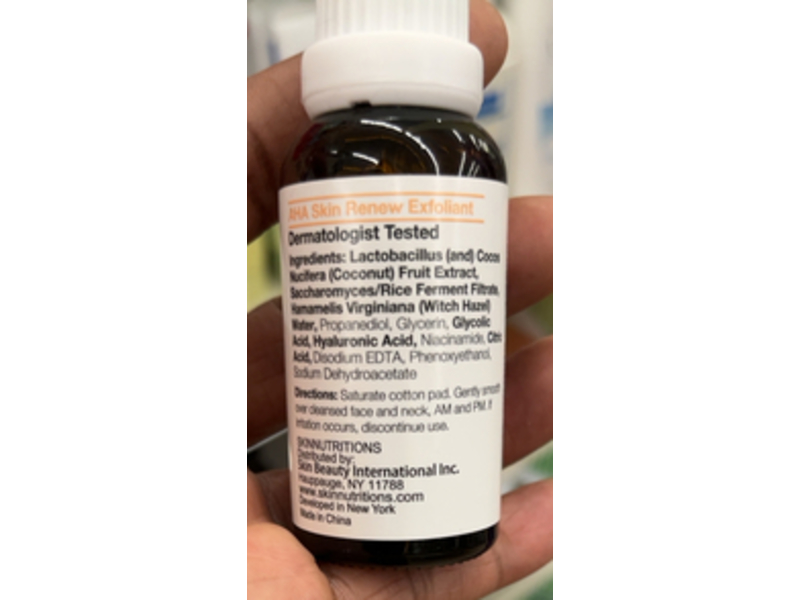 AHA Skin Renew Exfoliant
Dermatologist Tested
Ingredients: Lactobacillus (and) Cocos
Nucifera (Coconut) Fruit Extract,
Saccharomyces/Rice Ferment Filtrate,
Hamamelis Virginiana (Witch Hazel)
Water, Propanediol, Glycerin, Glycolic
Acid, Hyaluronic Acid, Niacinamide, Citric
Acid, Disodium EDTA, Phenoxyethanol,
Sodium Dehydroacetate
Directions: Saturate cotton pad. Gently smooth
over cleansed face and neck, AM and PM. If
irritation occurs, discontinue use.
SKINNUTRITIONS
Distributed by:
Skin Beauty International Inc.
Hauppauge, NY 11788
www.skinnutritions.com
Developed in New York
Made in China